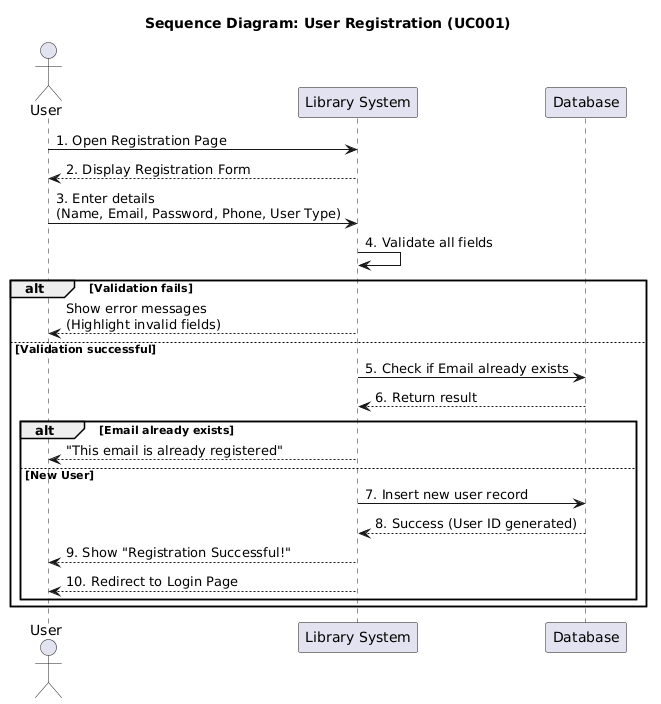 Sequence Diagram: User Registration (UC001)
User
Library System
Database
1. Open Registration Page
2. Display Registration Form
3. Enter details
(Name, Email, Password, Phone, User Type)
4. Validate all fields
alt
[Validation fails]
Show error messages
(Highlight invalid fields)
[Validation successful]
5. Check if Email already exists
6. Return result
alt
[Email already exists]
"This email is already registered"
[New User]
7. Insert new user record
8. Success (User ID generated)
9. Show "Registration Successful!"
10. Redirect to Login Page
User
Library System
Database